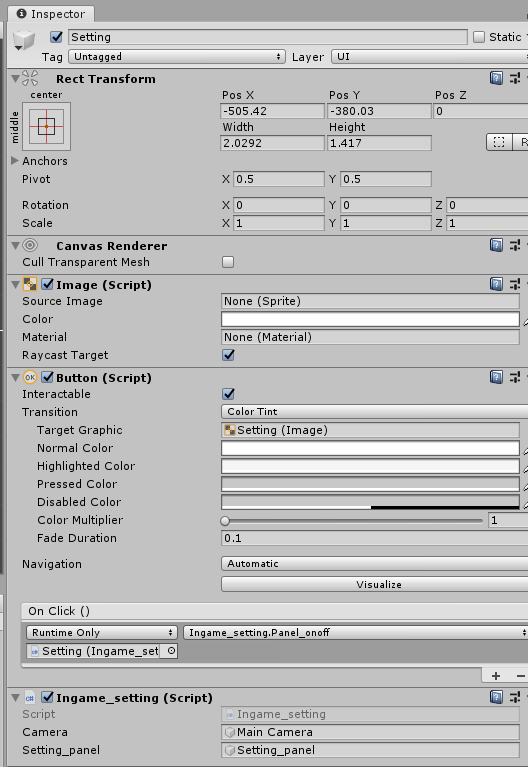 Inspector
Setting Static
Tag Untagged Layer UI
Rect Transform
center
middle
Pos X Pos Y Pos Z
-505.42 -380.03 0
Width Height
2.0292 1.417 R
Anchors
Pivot X 0.5 Y 0.5
Rotation X 0 Y 0 Z 0
Scale X 1 Y 1 Z 1
Canvas Renderer
Cull Transparent Mesh
Image (Script)
Source Image None (Sprite)
Color
Material None (Material)
Raycast Target
OK Button (Script)
Interactable
Transition Color Tint
Target Graphic Setting (Image)
Normal Color
Highlighted Color
Pressed Color
Disabled Color
Color Multiplier 1
Fade Duration 0.1
Navigation Automatic
Visualize
On Click ()
Runtime Only Ingame_setting.Panel_onoff
Setting (Ingame_set
+ −
C# Ingame_setting (Script)
Script Ingame_setting
Camera Main Camera
Setting_panel Setting_panel